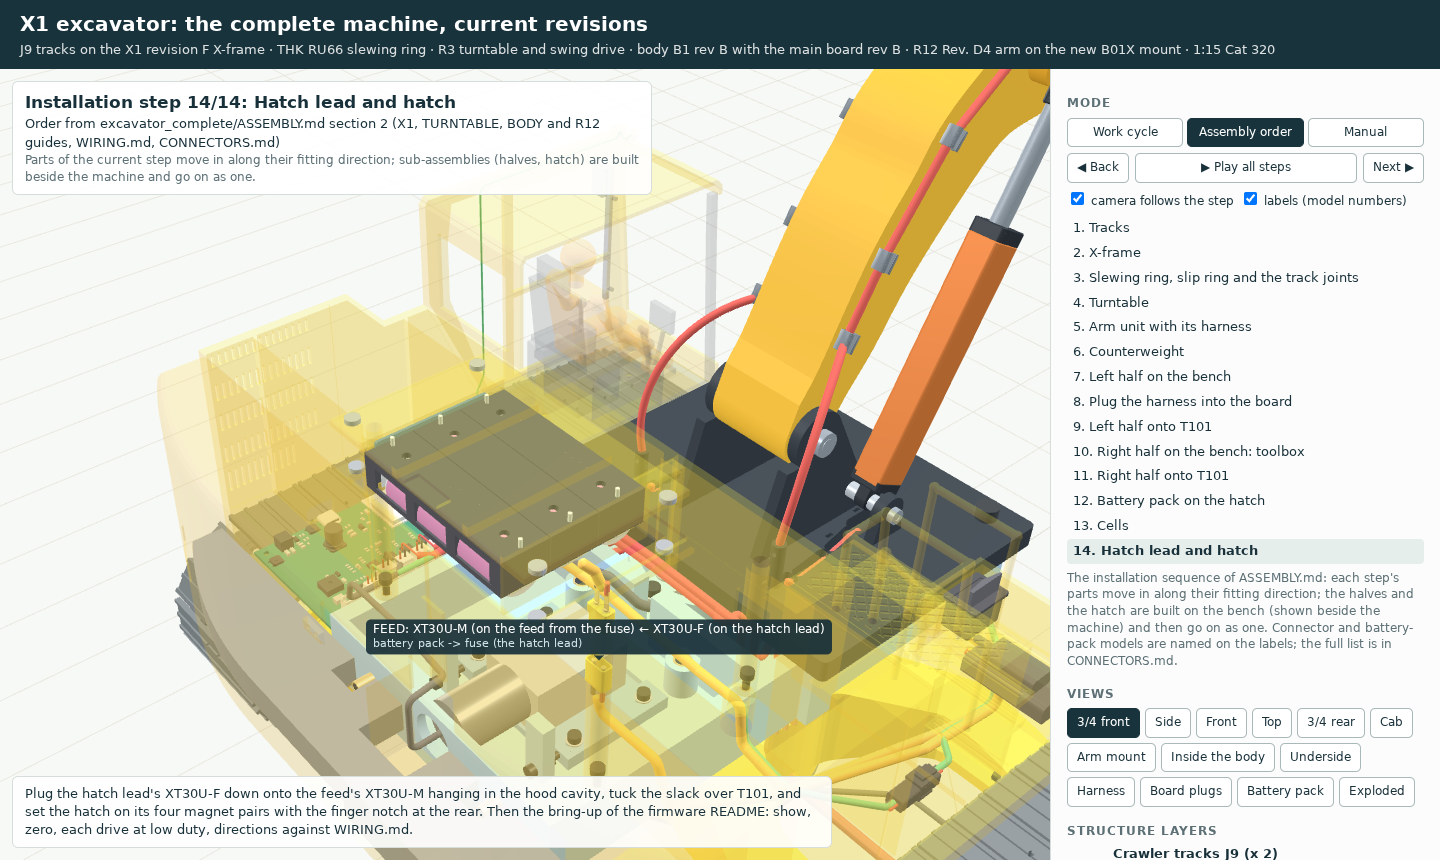 X1 excavator: the complete machine, current revisions
J9 tracks on the X1 revision F X-frame · THK RU66 slewing ring · R3 turntable and swing drive · body B1 rev B with the main board rev B · R12 Rev. D4 arm on the new B01X mount · 1:15 Cat 320
Installation step 14/14: Hatch lead and hatch
Order from excavator_complete/ASSEMBLY.md section 2 (X1, TURNTABLE, BODY and R12
guides, WIRING.md, CONNECTORS.md)
Parts of the current step move in along their fitting direction; sub-assemblies (halves, hatch) are built
beside the machine and go on as one.
FEED: XT30U-M (on the feed from the fuse) ← XT30U-F (on the hatch lead)
battery pack -> fuse (the hatch lead)
Plug the hatch lead's XT30U-F down onto the feed's XT30U-M hanging in the hood cavity, tuck the slack over T101, and
set the hatch on its four magnet pairs with the finger notch at the rear. Then the bring-up of the firmware README: show,
zero, each drive at low duty, directions against WIRING.md.
MODE
Work cycle
Assembly order
Manual
◀ Back
▶ Play all steps
Next ▶
camera follows the step
labels (model numbers)
1. Tracks
2. X-frame
3. Slewing ring, slip ring and the track joints
4. Turntable
5. Arm unit with its harness
6. Counterweight
7. Left half on the bench
8. Plug the harness into the board
9. Left half onto T101
10. Right half on the bench: toolbox
11. Right half onto T101
12. Battery pack on the hatch
13. Cells
14. Hatch lead and hatch
The installation sequence of ASSEMBLY.md: each step's
parts move in along their fitting direction; the halves and
the hatch are built on the bench (shown beside the
machine) and then go on as one. Connector and battery-
pack models are named on the labels; the full list is in
CONNECTORS.md.
VIEWS
3/4 front
Side
Front
Top
3/4 rear
Cab
Arm mount
Inside the body
Underside
Harness
Board plugs
Battery pack
Exploded
STRUCTURE LAYERS
Crawler tracks J9 (x 2)